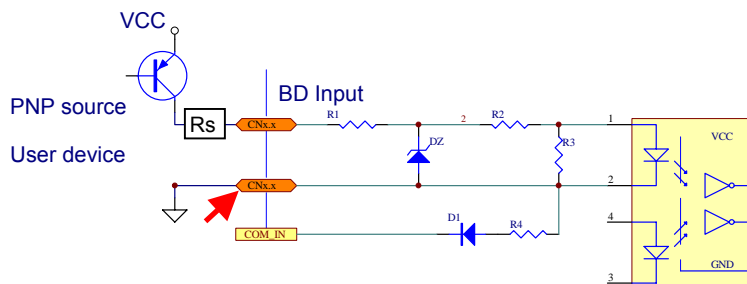 VCC
PNP source
User device
Rs
CNx.x
BD Input
R1
2
R2
DZ
R3
1
VCC
CNx.x
2
COM_IN
D1
R4
4
3
GND